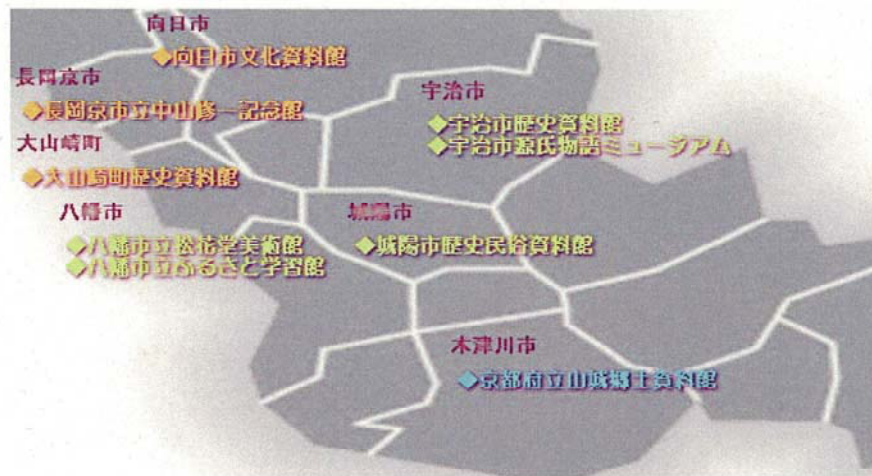 向日市
◆向日市文化資料館
長岡京市
◆長岡京市立中山修一記念館
大山崎町
◆大山崎町歴史資料館
宇治市
◆宇治市歴史資料館
◆宇治市源氏物語ミュージアム
八幡市
◆八幡市立松花堂美術館
◆八幡市立ふるさと学習館
城陽市
◆城陽市歴史民俗資料館
木津川市
◆京都府立山城郷土資料館